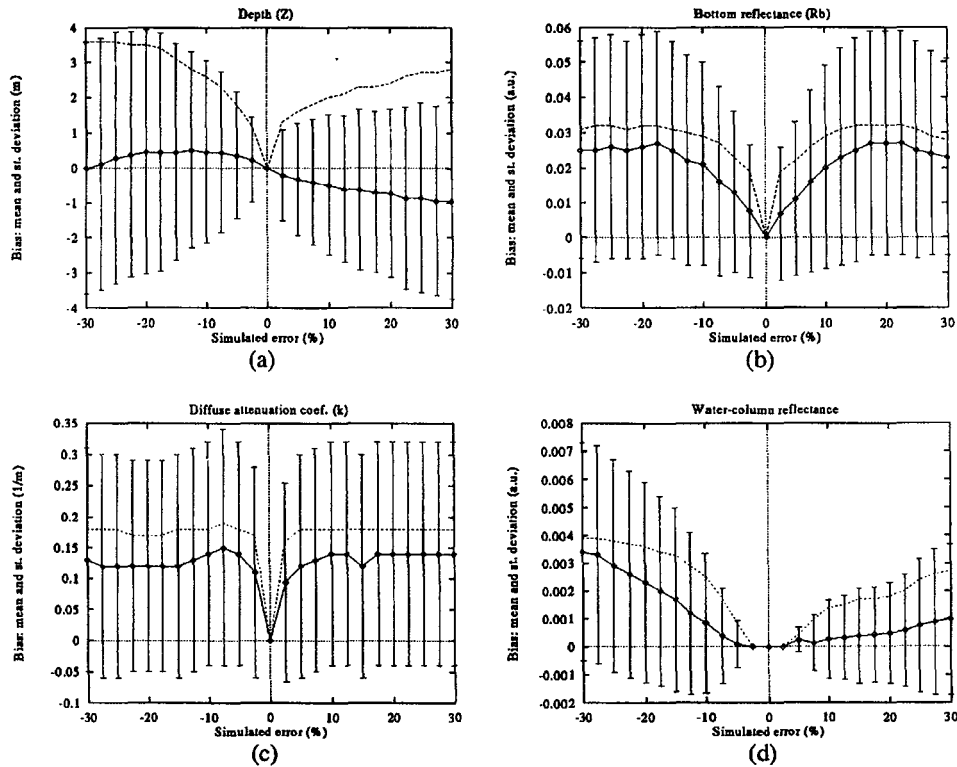 Depth (Z)
Bias: mean and st. deviation (m)
4
3
2
1
0
-1
-2
-3
-4
-30 -20 -10 0 10 20 30
Simulated error (%)
(a)
Bottom reflectance (Rb)
Bias: mean and st. deviation (a.u.)
0.06
0.05
0.04
0.03
0.02
0.01
0
-0.01
-0.02
-30 -20 -10 0 10 20 30
Simulated error (%)
(b)
Diffuse attenuation coef. (k)
Bias: mean and st. deviation (1/m)
0.35
0.3
0.25
0.2
0.15
0.1
0.05
0
-0.05
-0.1
-30 -20 -10 0 10 20 30
Simulated error (%)
(c)
Water-column reflectance
Bias: mean and st. deviation (a.u.)
0.008
0.007
0.006
0.005
0.004
0.003
0.002
0.001
0
-0.001
-0.002
-30 -20 -10 0 10 20 30
Simulated error (%)
(d)